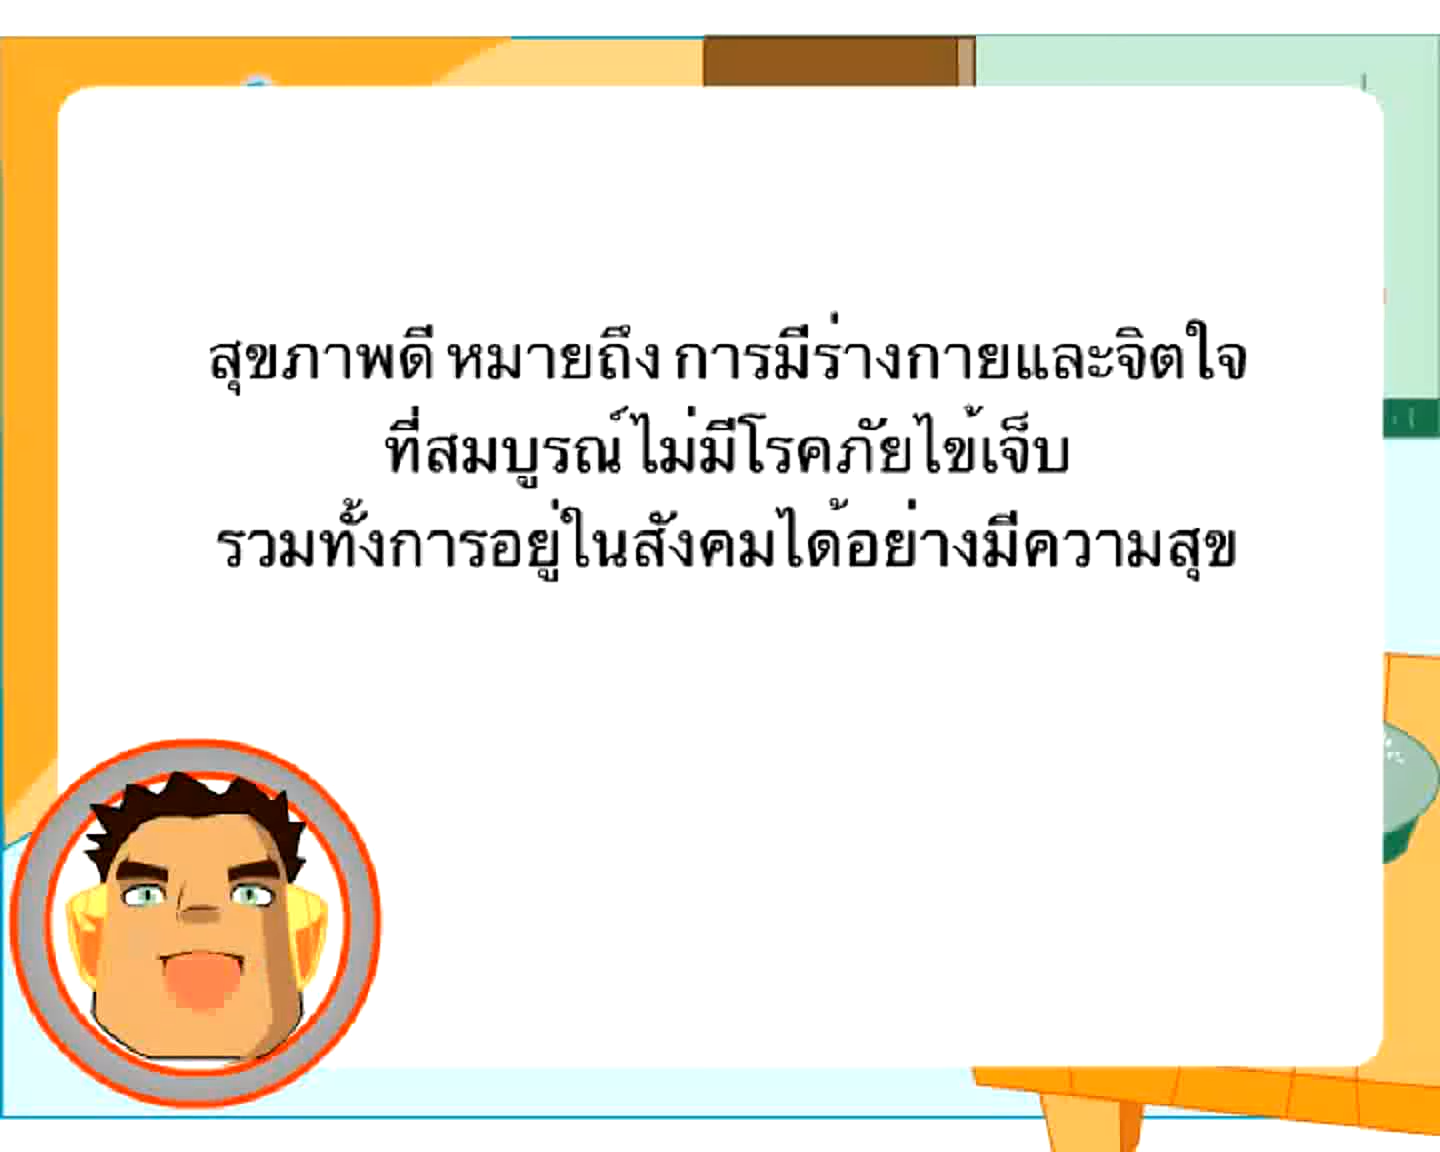 สุขภาพดี หมายถึง การมีร่างกายและจิตใจ
ที่สมบูรณ์ ไม่มีโรคภัยไข้เจ็บ
รวมทั้งการอยู่ในสังคมได้อย่างมีความสุข